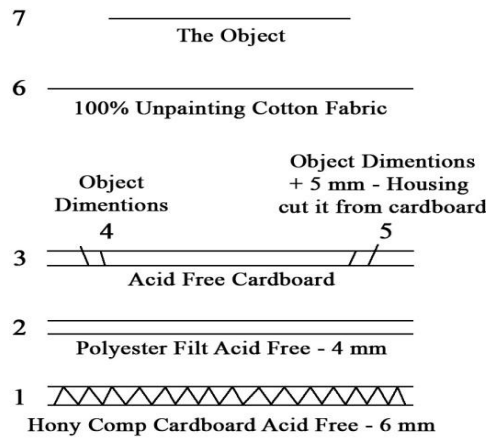 7
The Object
6
100% Unpainting Cotton Fabric
Object Dimentions
+ 5 mm - Housing
cut it from cardboard
Object
Dimentions
4
5
3
Acid Free Cardboard
2
Polyester Filt Acid Free - 4 mm
1
Hony Comp Cardboard Acid Free - 6 mm